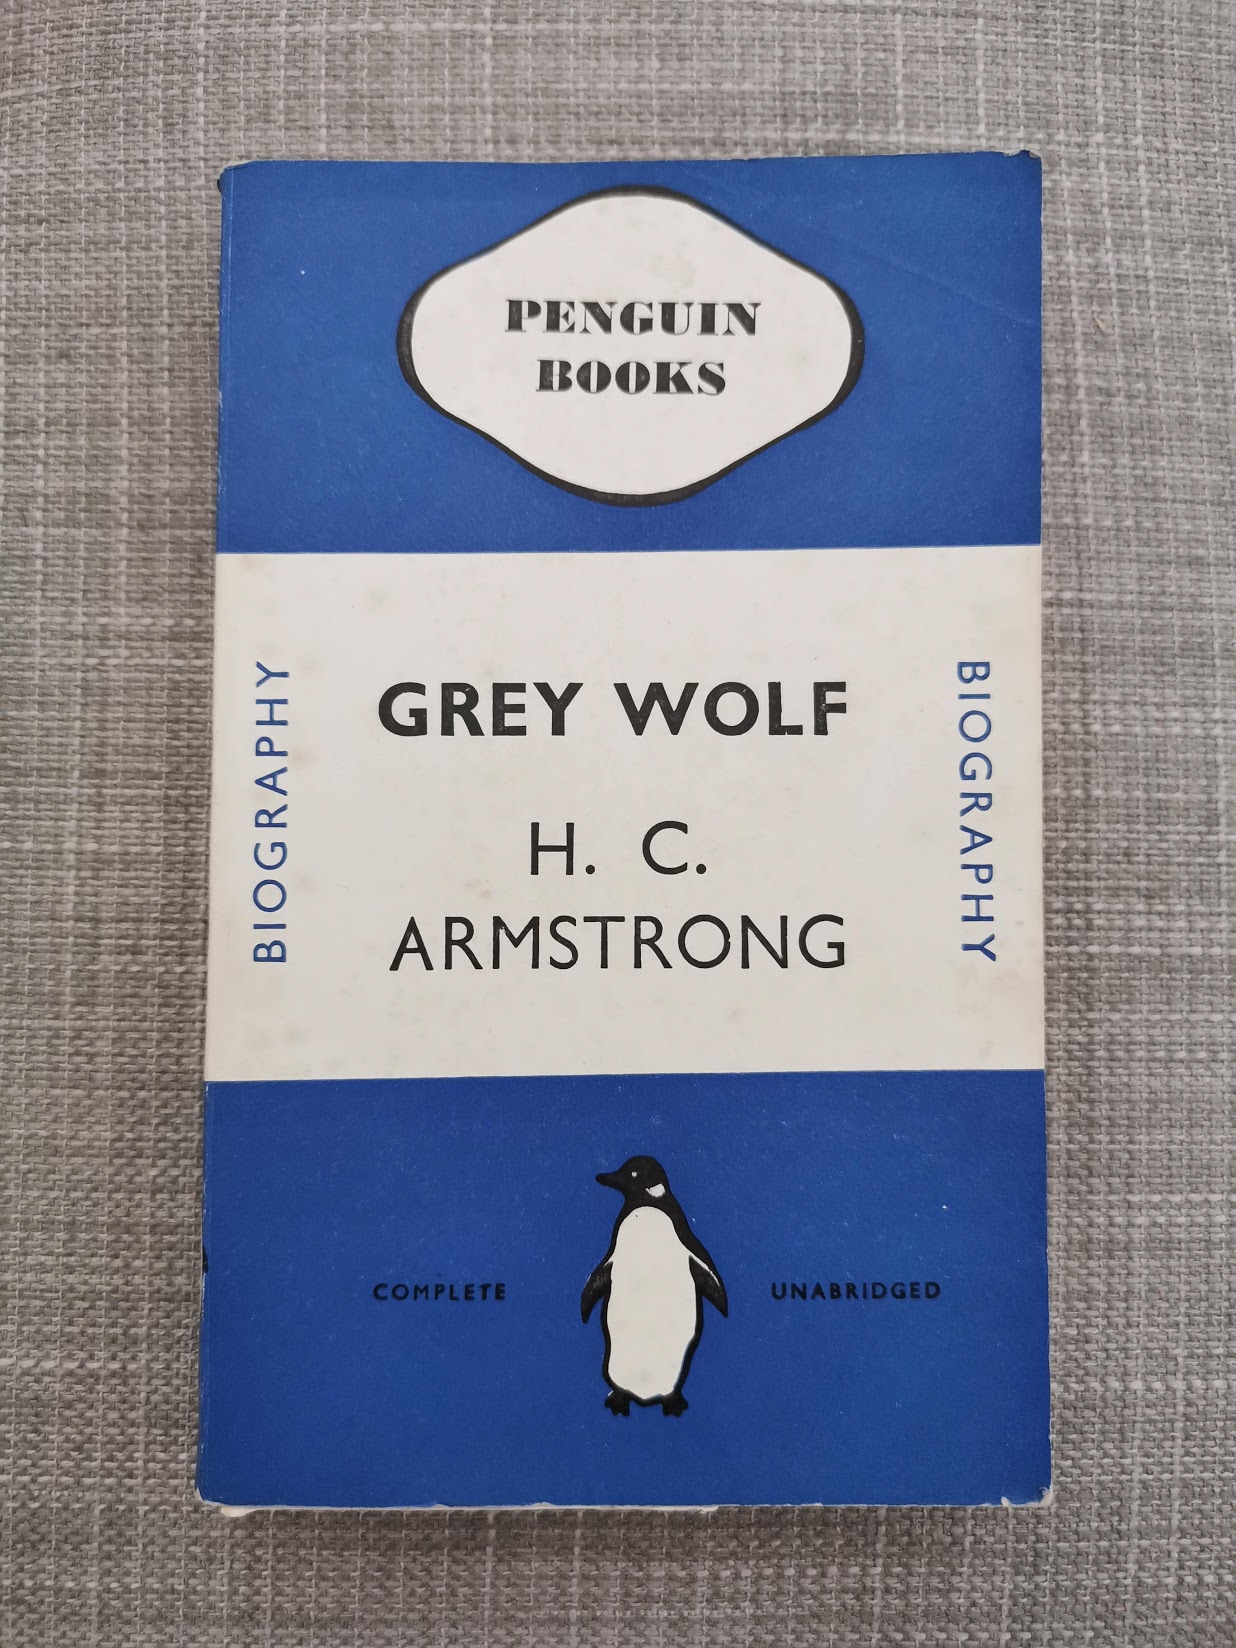 PENGUIN
BOOKS
BIOGRAPHY
GREY WOLF
H. C.
ARMSTRONG
BIOGRAPHY
COMPLETE
UNABRIDGED